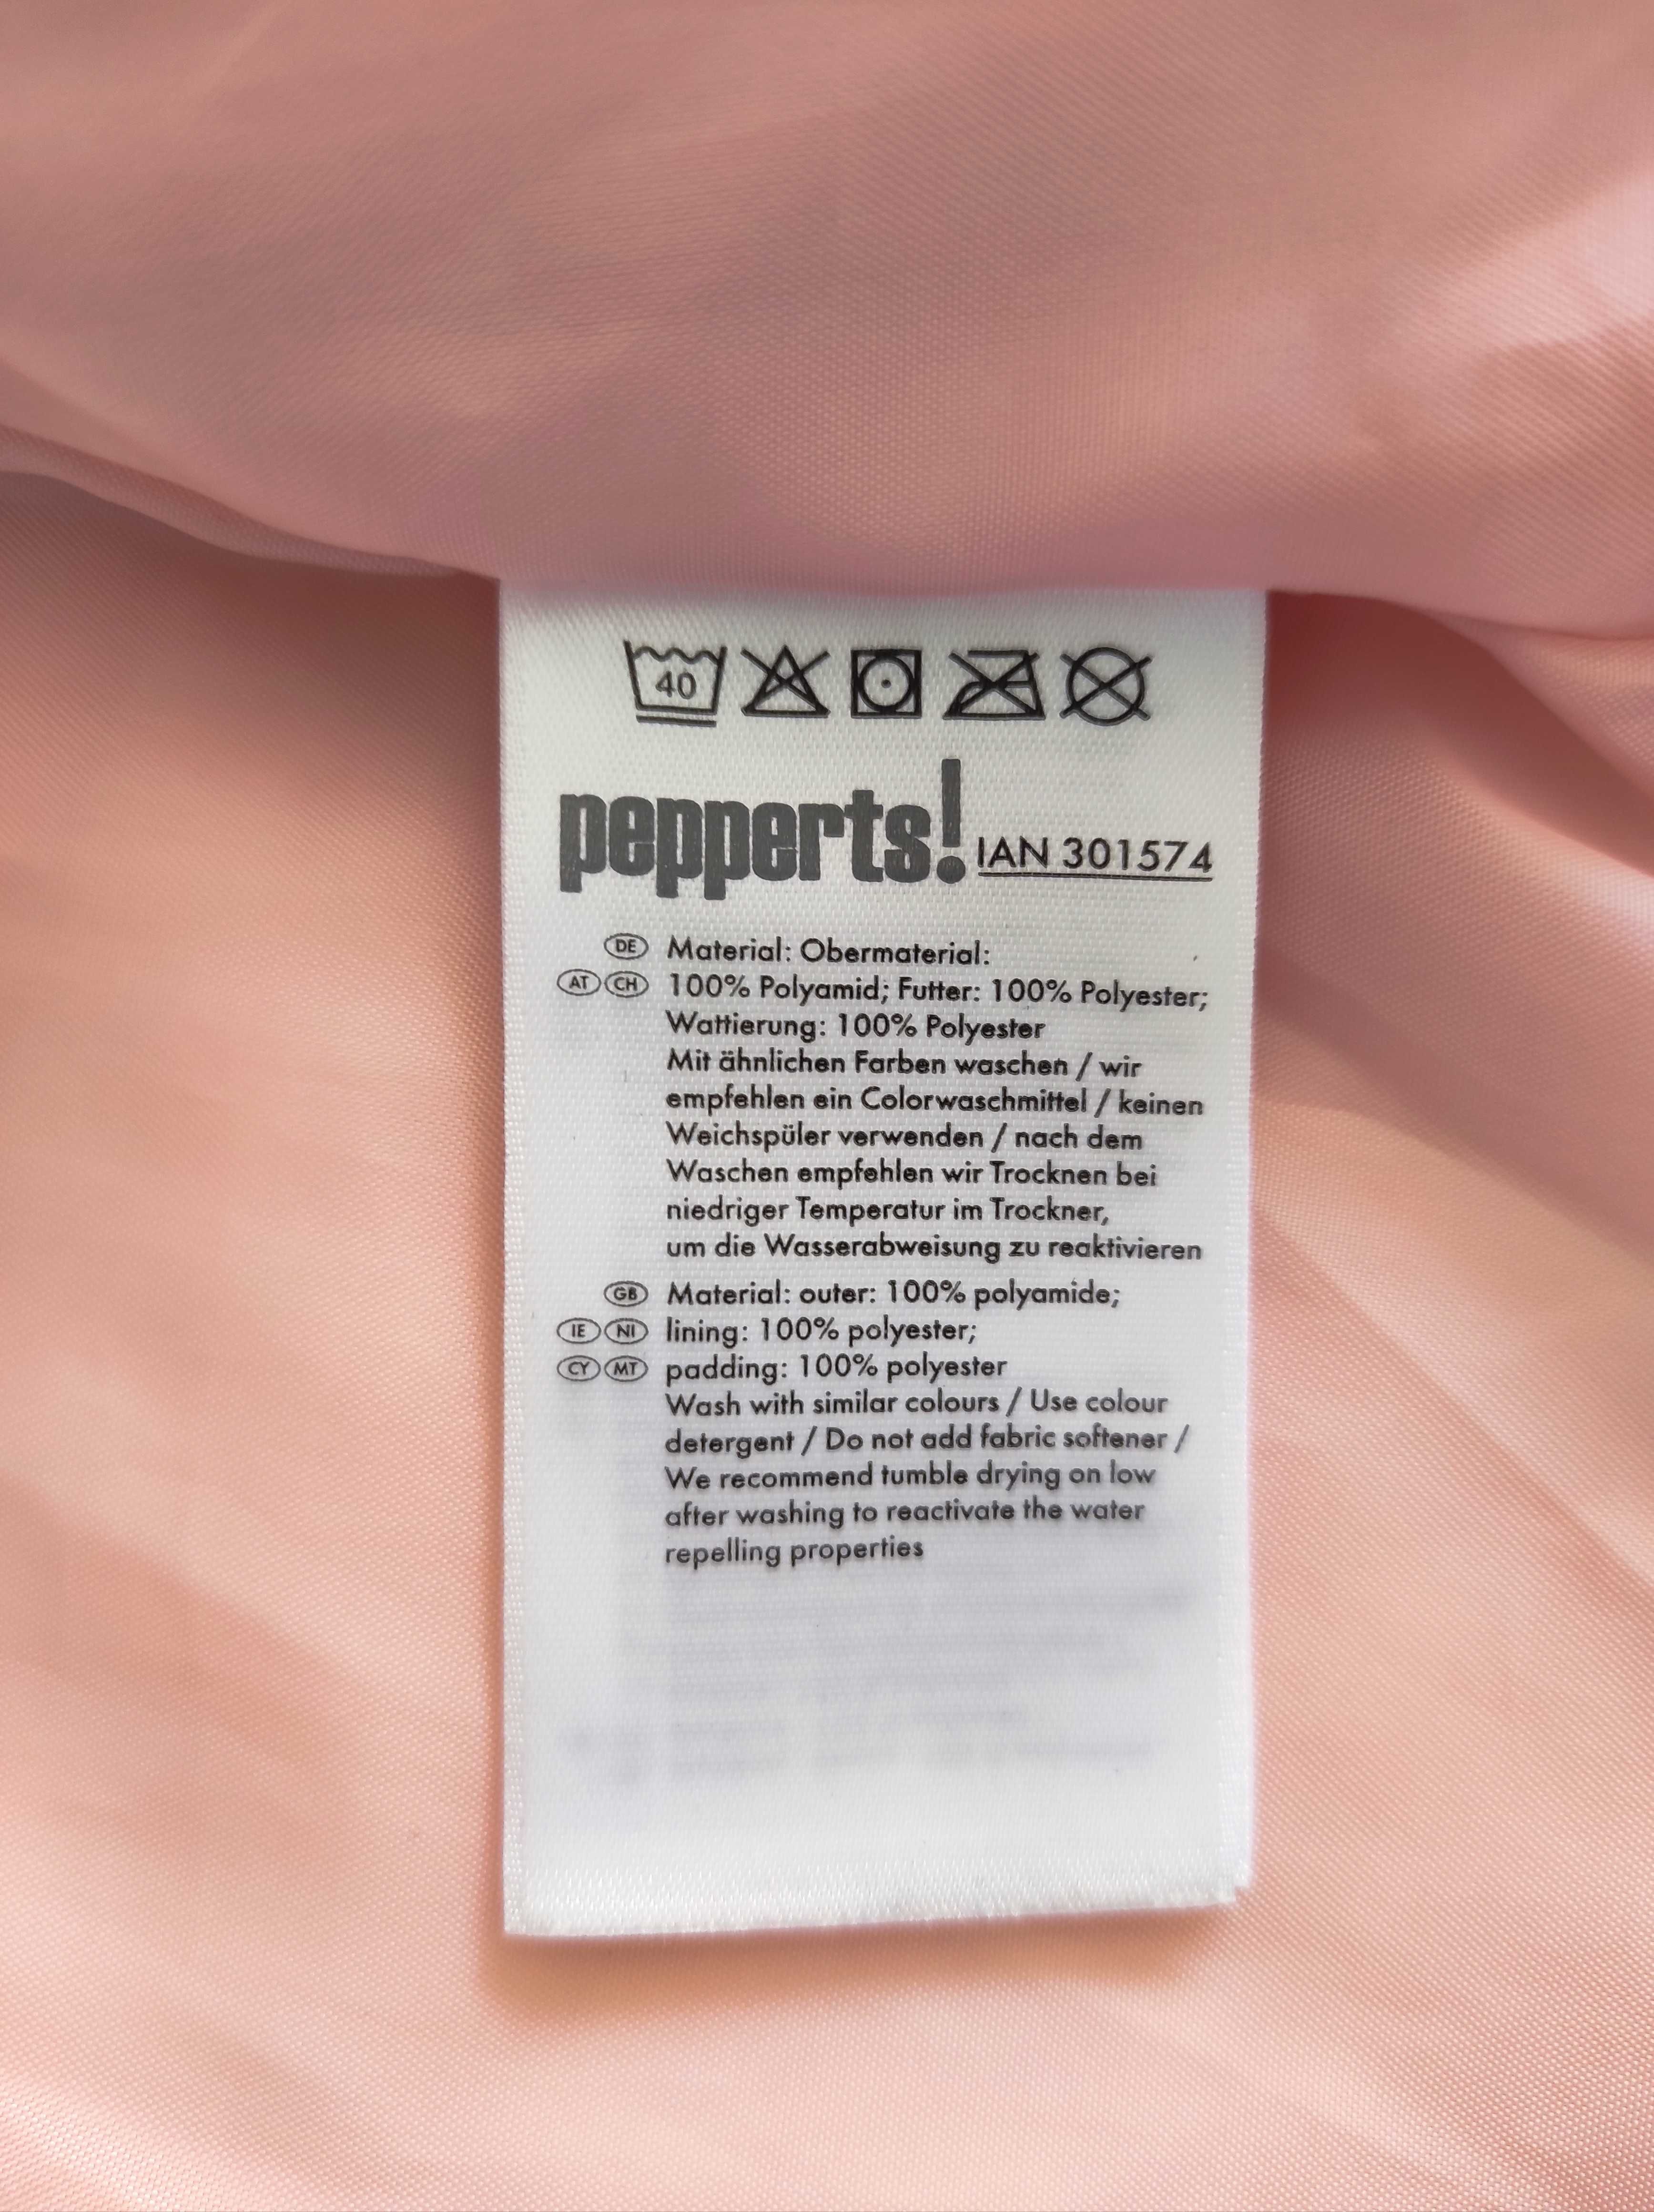 40
pepperts! IAN 301574
DE Material: Obermaterial:
AT CH 100% Polyamid; Futter: 100% Polyester;
Wattierung: 100% Polyester
Mit ähnlichen Farben waschen / wir
empfehlen ein Colorwaschmittel / keinen
Weichspüler verwenden / nach dem
Waschen empfehlen wir Trocknen bei
niedriger Temperatur im Trockner,
um die Wasserabweisung zu reaktivieren
GB Material: outer: 100% polyamide;
IE NI lining: 100% polyester;
CY MT padding: 100% polyester
Wash with similar colours / Use colour
detergent / Do not add fabric softener /
We recommend tumble drying on low
after washing to reactivate the water
repelling properties